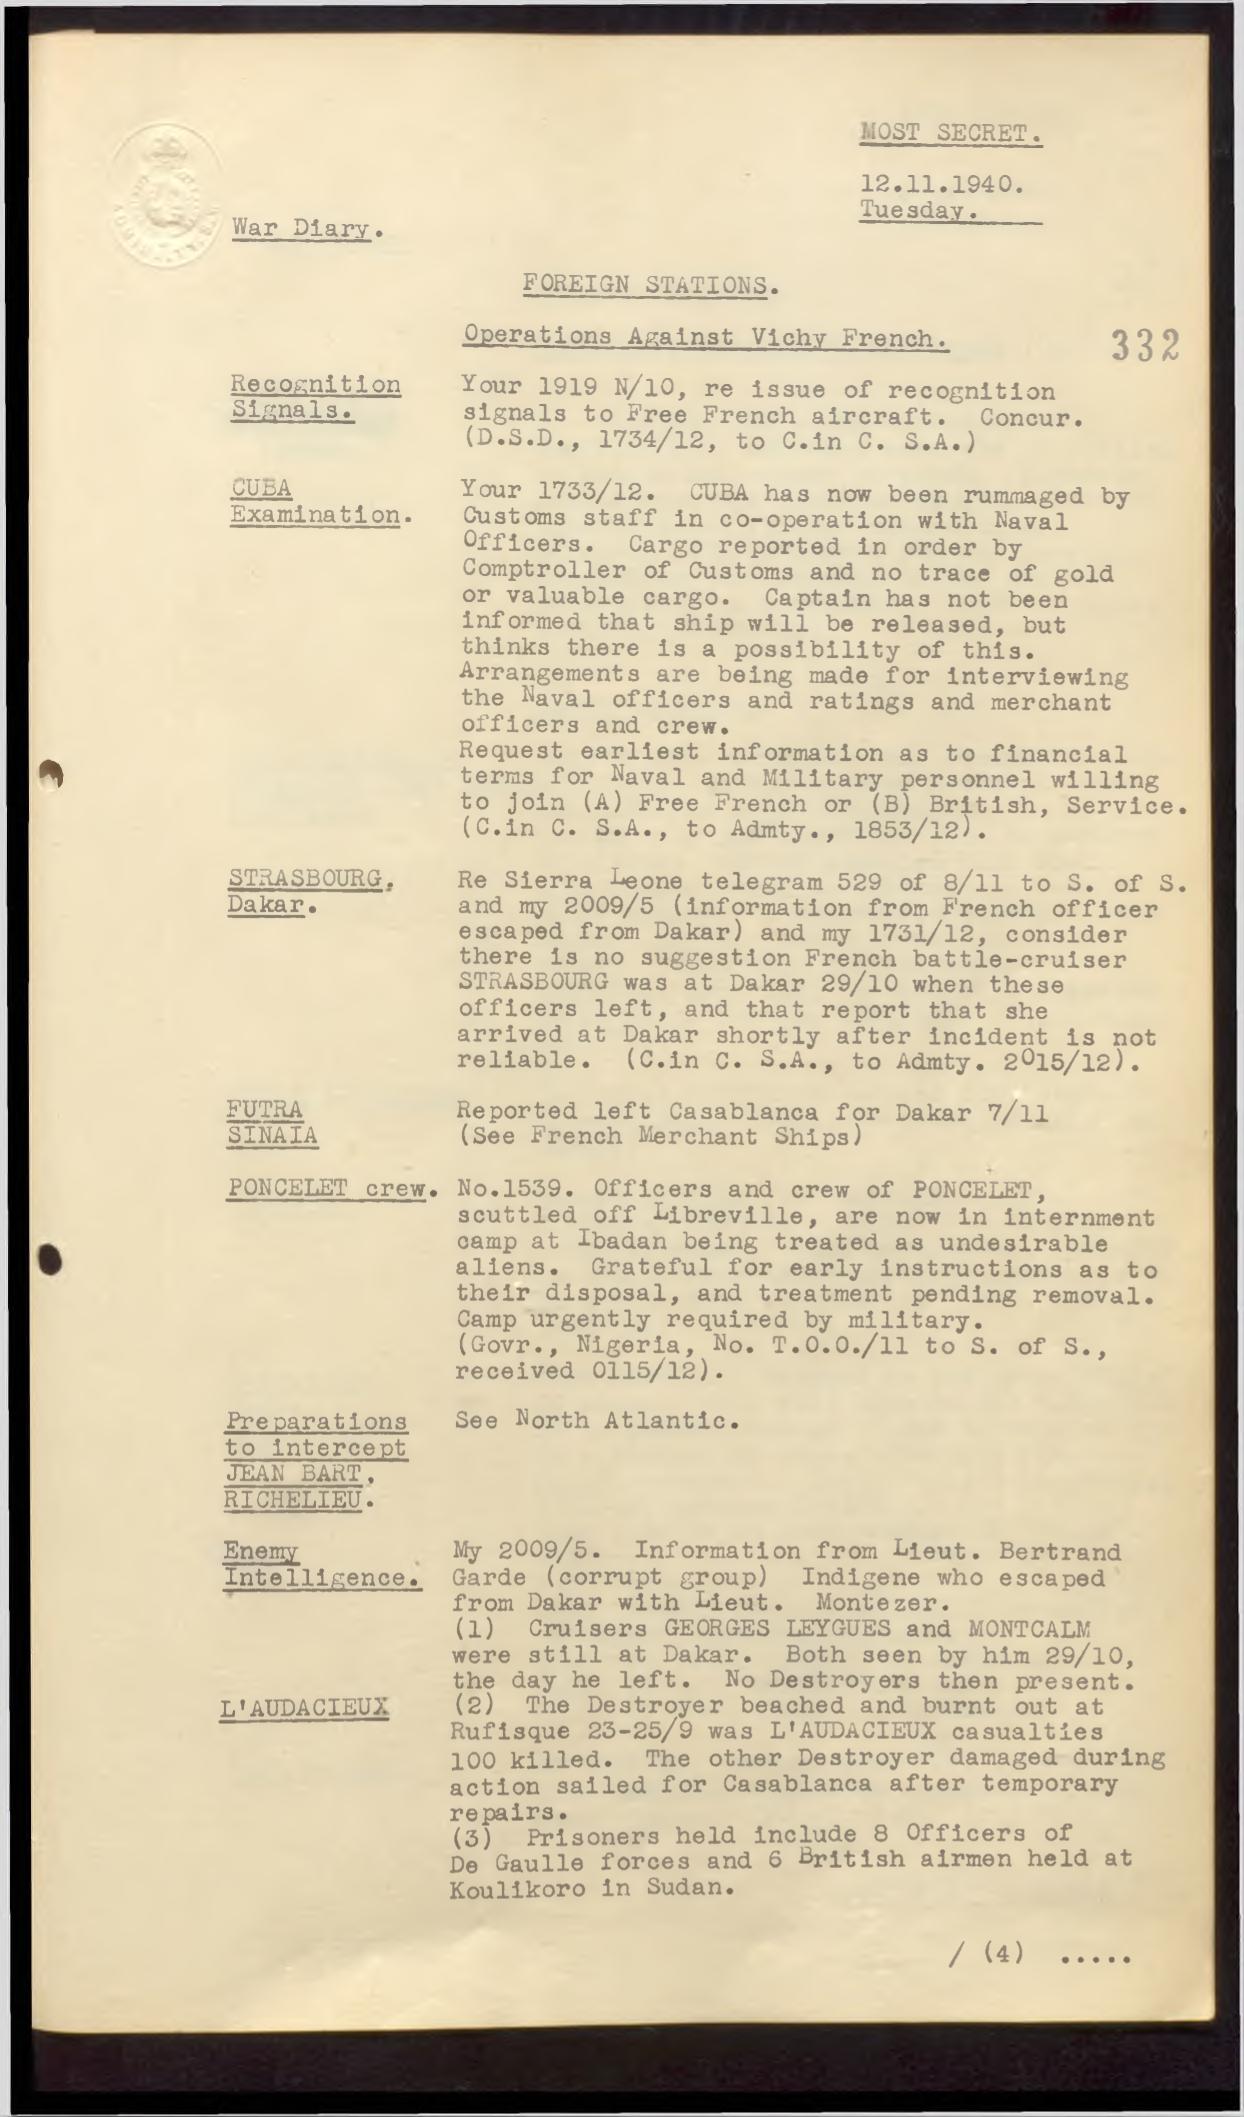 MOST SECRET.
12.11.1940.
Tuesday.
War Diary.
FOREIGN STATIONS.
Operations Against Vichy French.
332
Recognition
Signals.
Your 1919 N/10, re issue of recognition
signals to Free French aircraft. Concur.
(D.S.D., 1734/12, to C.in C. S.A.)
CUBA
Examination.
Your 1733/12. CUBA has now been rummaged by
Customs staff in co-operation with Naval
Officers. Cargo reported in order by
Comptroller of Customs and no trace of gold
or valuable cargo. Captain has not been
informed that ship will be released, but
thinks there is a possibility of this.
Arrangements are being made for interviewing
the Naval officers and ratings and merchant
officers and crew.
Request earliest information as to financial
terms for Naval and Military personnel willing
to join (A) Free French or (B) British, Service.
(C.in C. S.A., to Admty., 1853/12).
STRASBOURG,
Dakar.
Re Sierra Leone telegram 529 of 8/11 to S. of S.
and my 2009/5 (information from French officer
escaped from Dakar) and my 1731/12, consider
there is no suggestion French battle-cruiser
STRASBOURG was at Dakar 29/10 when these
officers left, and that report that she
arrived at Dakar shortly after incident is not
reliable. (C.in C. S.A., to Admty. 2015/12).
FUTRA
SINAIA
Reported left Casablanca for Dakar 7/11
(See French Merchant Ships)
PONCELET crew.
No.1539. Officers and crew of PONCELET,
scuttled off Libreville, are now in internment
camp at Ibadan being treated as undesirable
aliens. Grateful for early instructions as to
their disposal, and treatment pending removal.
Camp urgently required by military.
(Govr., Nigeria, No. T.O.O./11 to S. of S.,
received 0115/12).
Preparations
to intercept
JEAN BART,
RICHELIEU.
See North Atlantic.
Enemy
Intelligence.
My 2009/5. Information from Lieut. Bertrand
Garde (corrupt group) Indigene who escaped
from Dakar with Lieut. Montezer.
(1) Cruisers GEORGES LEYGUES and MONTCALM
were still at Dakar. Both seen by him 29/10,
the day he left. No Destroyers then present.
L'AUDACIEUX
(2) The Destroyer beached and burnt out at
Rufisque 23-25/9 was L'AUDACIEUX casualties
100 killed. The other Destroyer damaged during
action sailed for Casablanca after temporary
repairs.
(3) Prisoners held include 8 Officers of
De Gaulle forces and 6 British airmen held at
Koulikoro in Sudan.
/ (4) .....